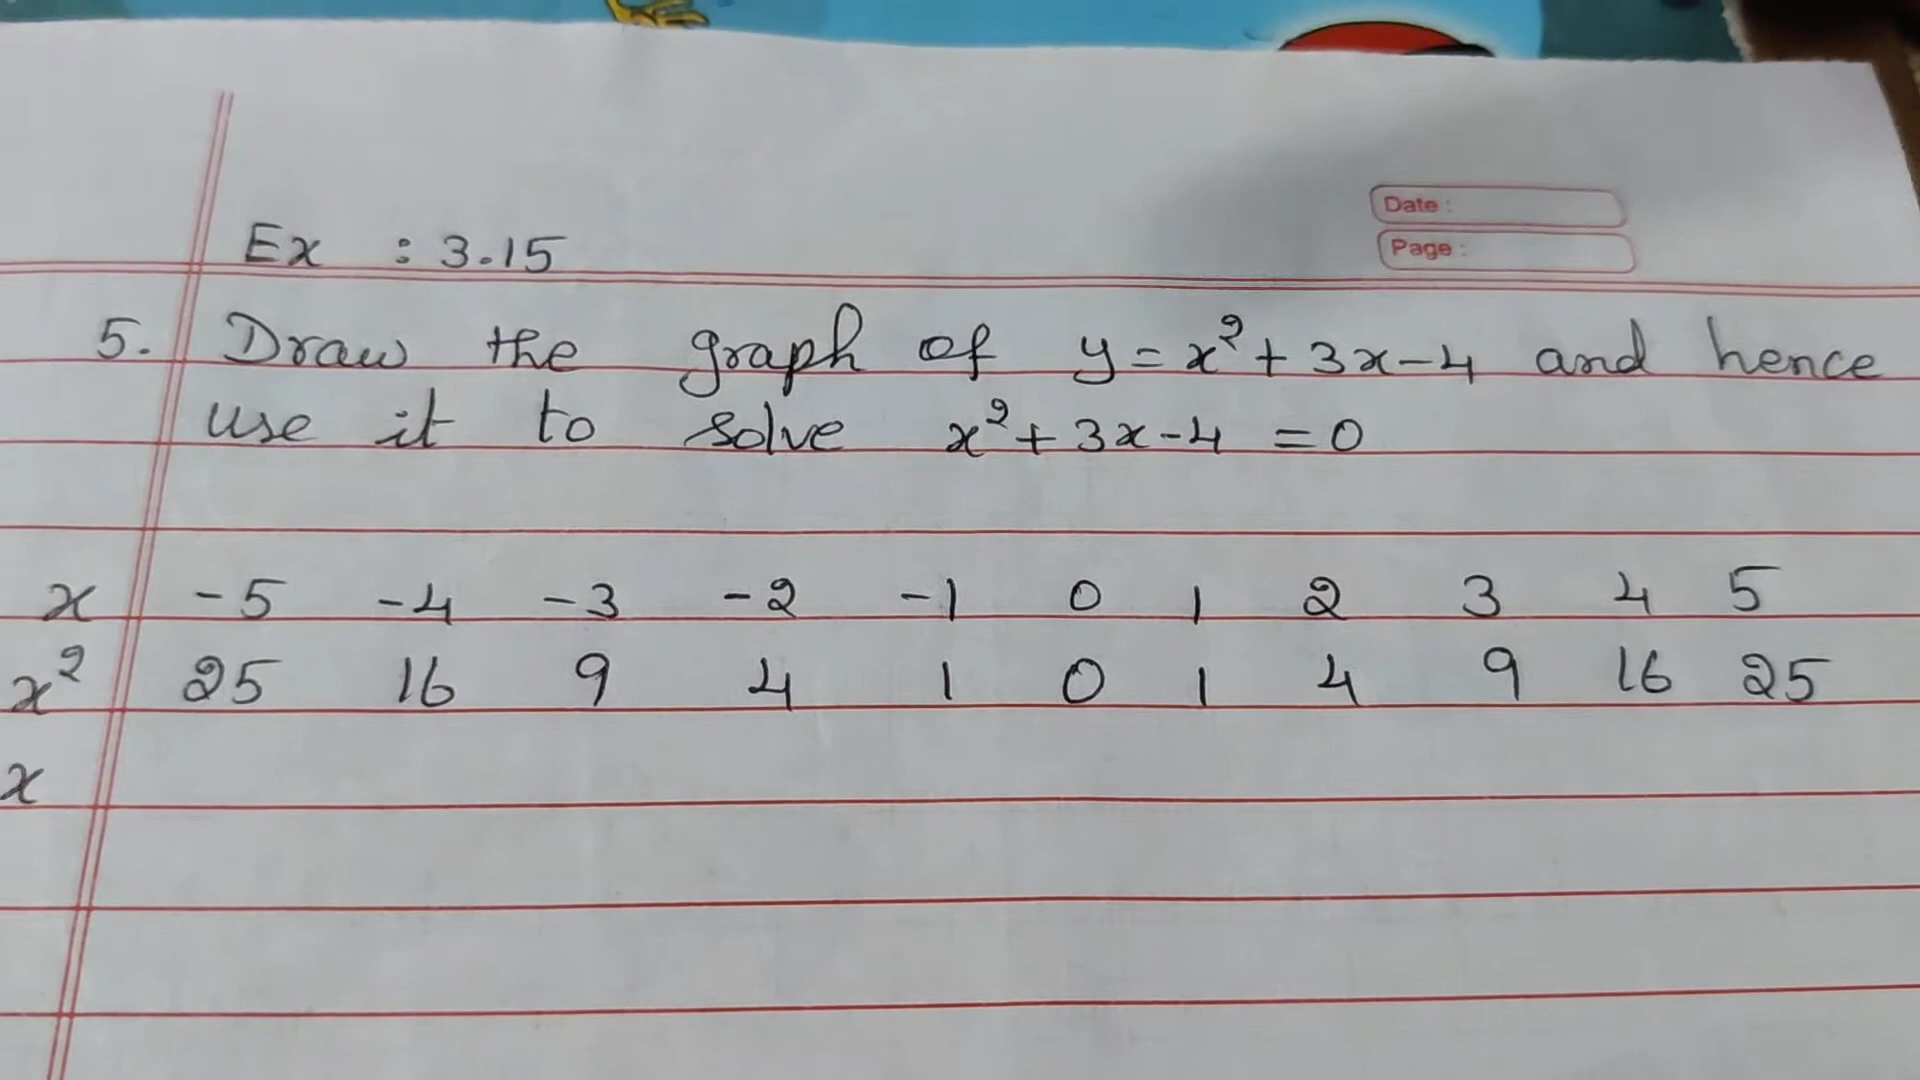 Date :
Page :
Ex : 3.15
5. Draw the graph of y = x² + 3x - 4 and hence
use it to solve x² + 3x - 4 = 0
x -5 -4 -3 -2 -1 0 1 2 3 4 5
x² 25 16 9 4 1 0 1 4 9 16 25
x